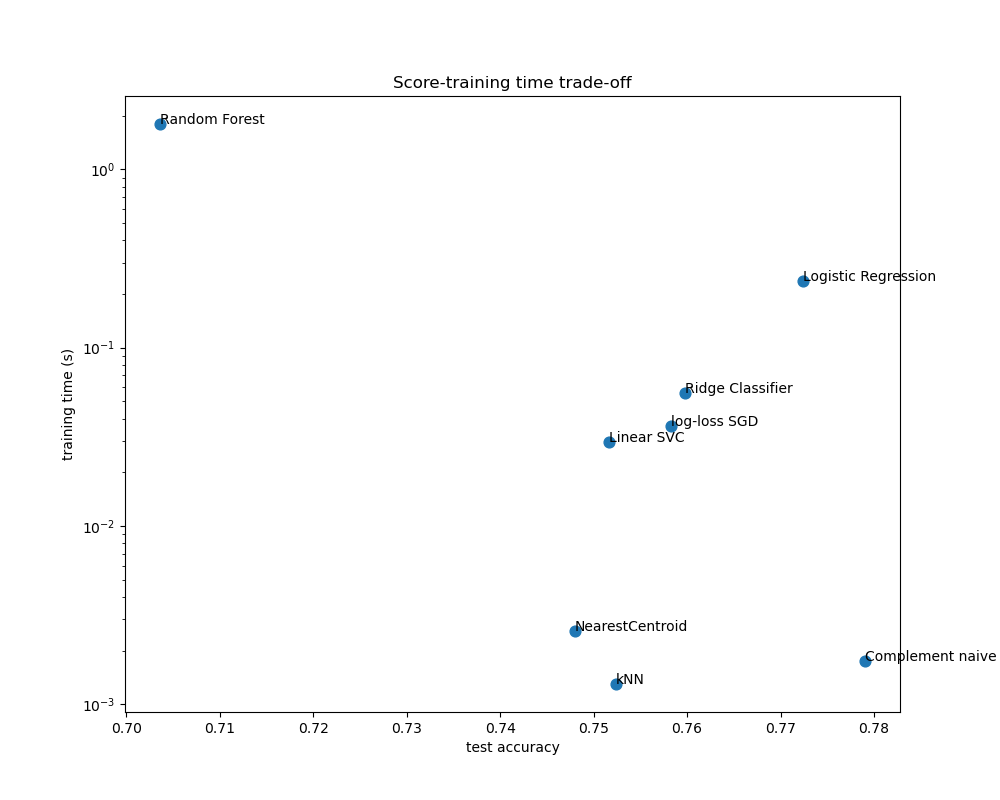 Score-training time trade-off
Random Forest
Logistic Regression
Ridge Classifier
log-loss SGD
Linear SVC
NearestCentroid
Complement naive
kNN
training time (s)
10⁰
10⁻¹
10⁻²
10⁻³
0.70 0.71 0.72 0.73 0.74 0.75 0.76 0.77 0.78
test accuracy